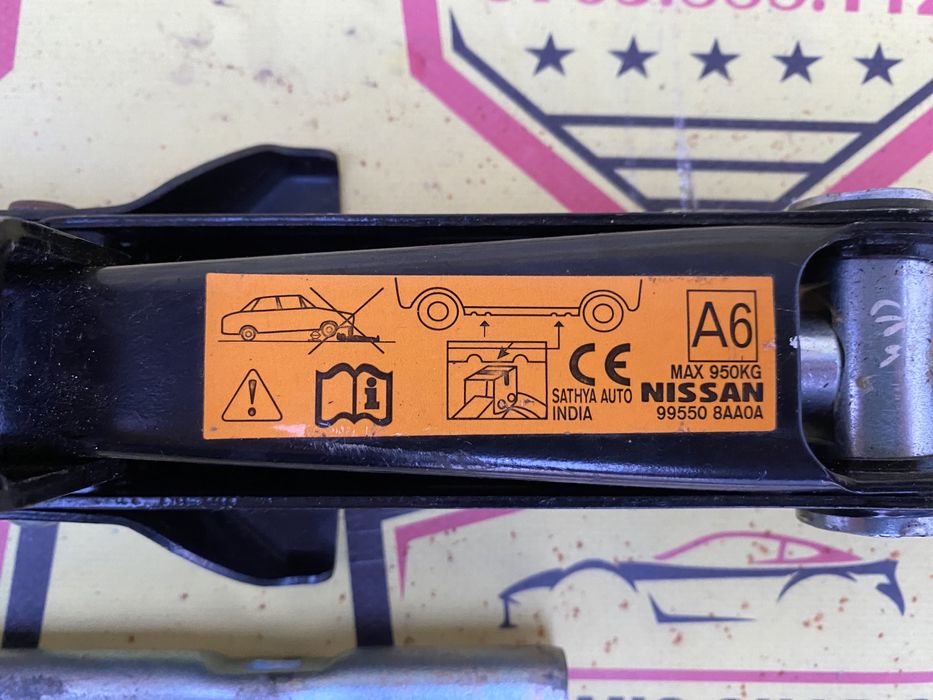 A6
MAX 950KG
CE
SATHYA AUTO
NISSAN
INDIA
99550 8AA0A
i